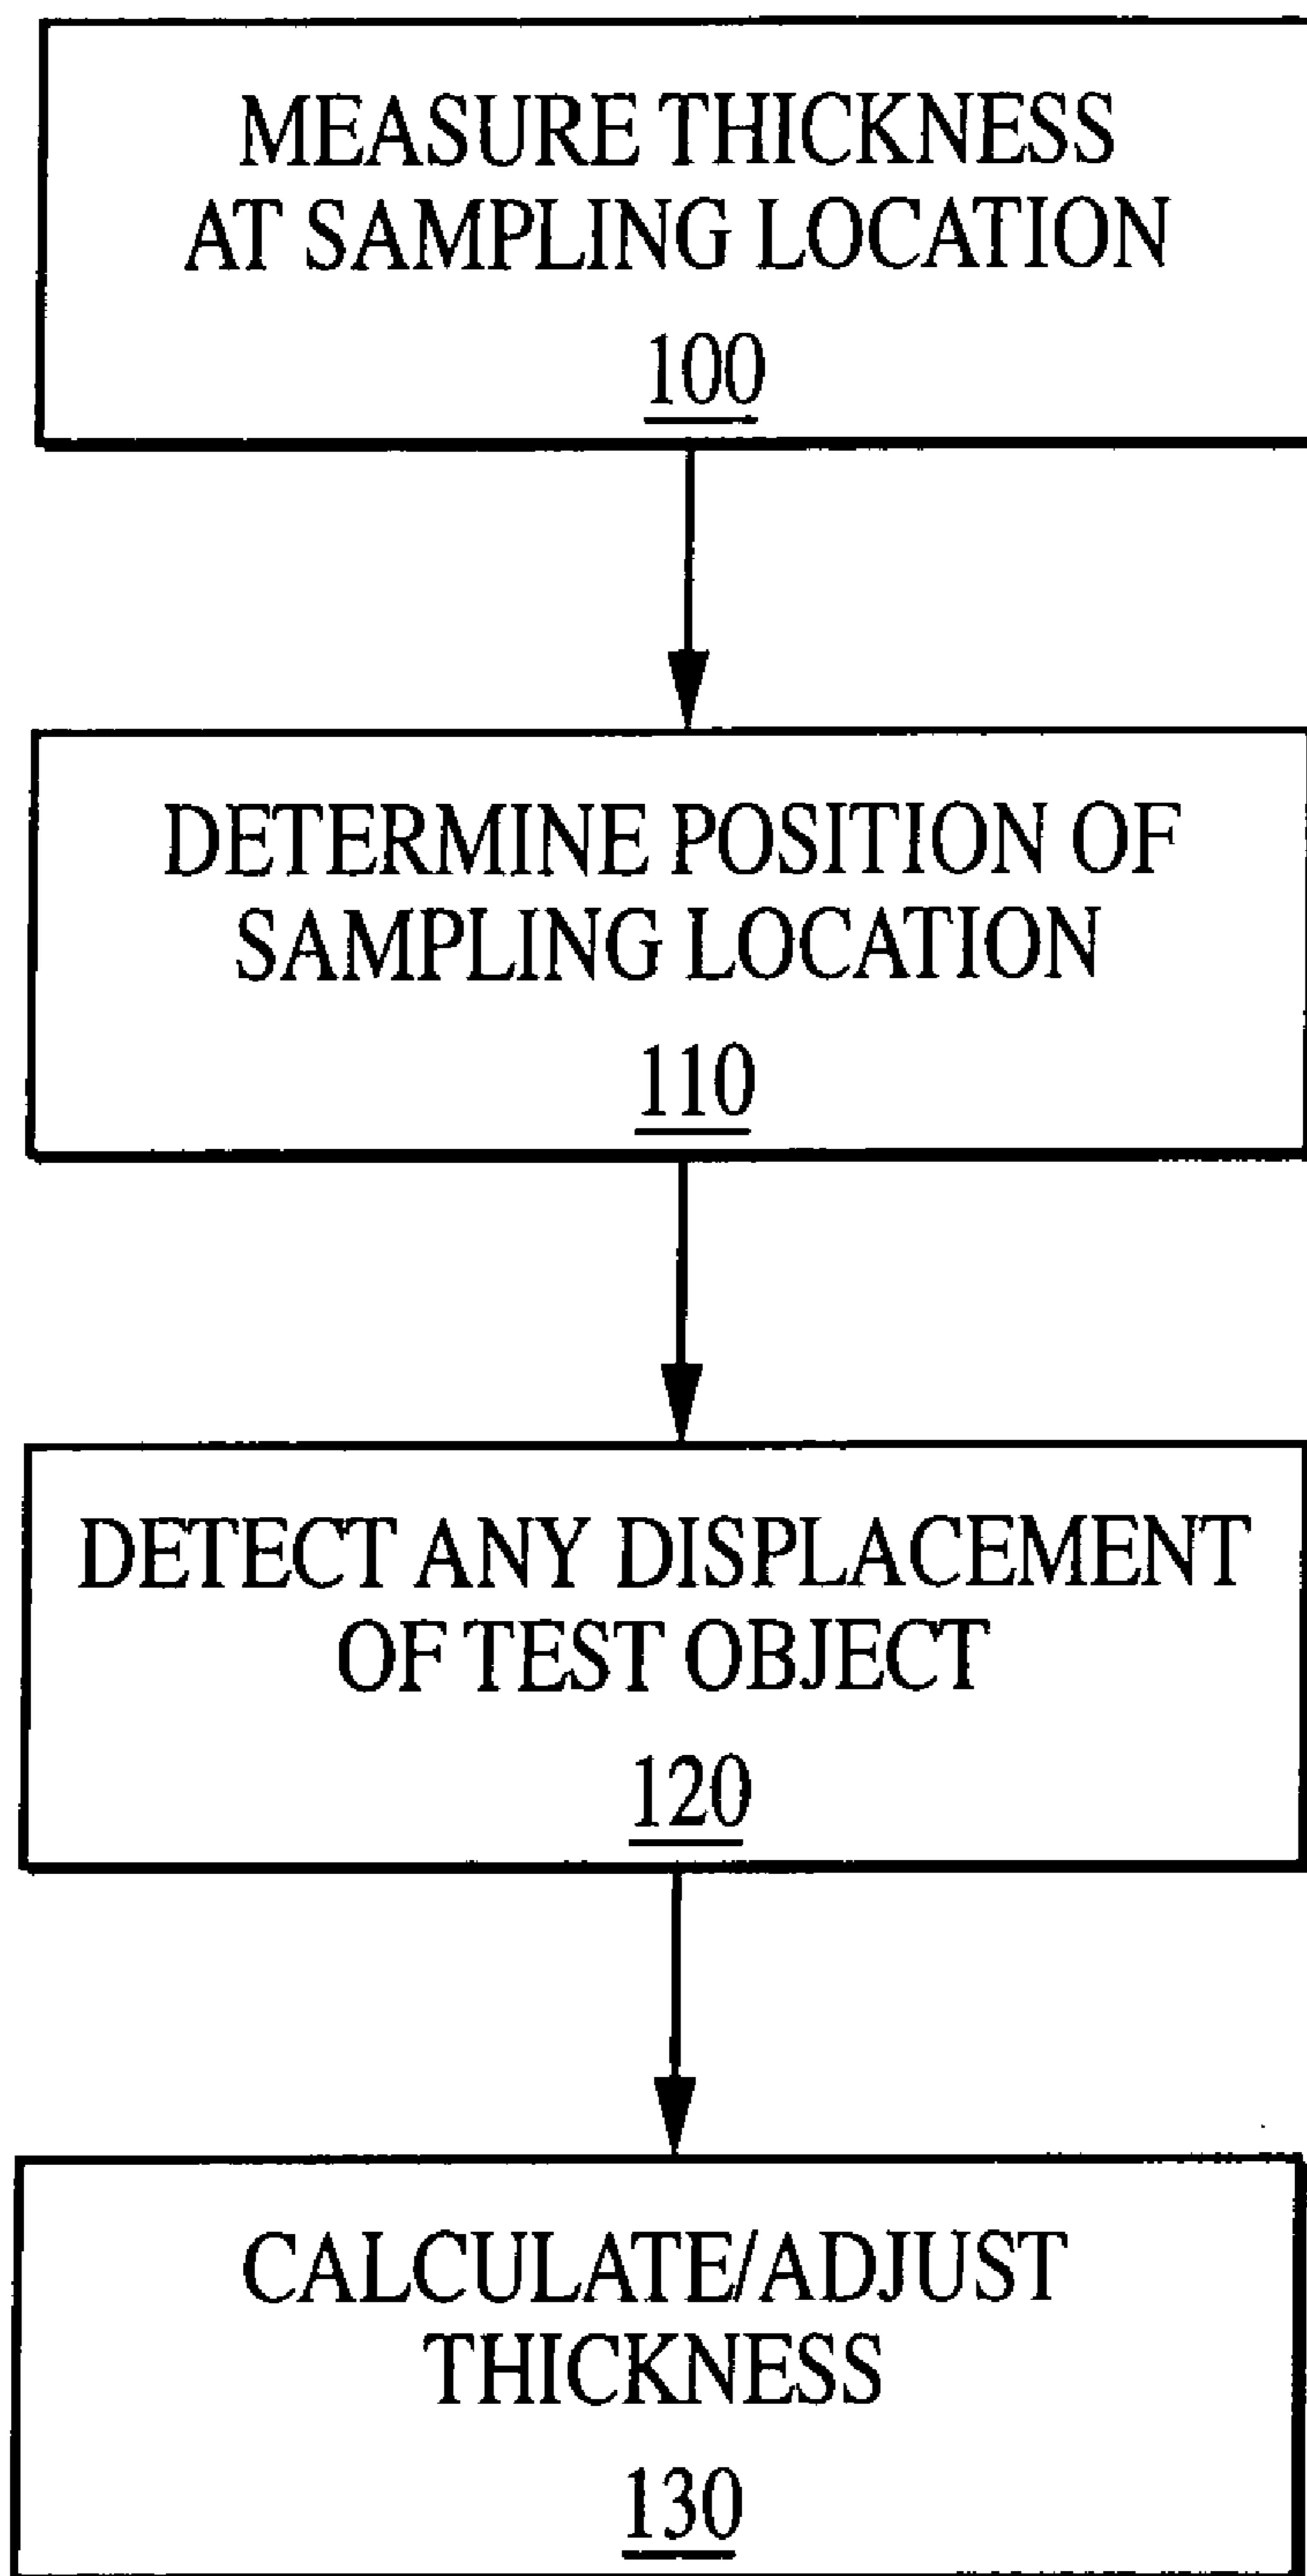 MEASURE THICKNESS
AT SAMPLING LOCATION
100
DETERMINE POSITION OF
SAMPLING LOCATION
110
DETECT ANY DISPLACEMENT
OF TEST OBJECT
120
CALCULATE/ADJUST
THICKNESS
130